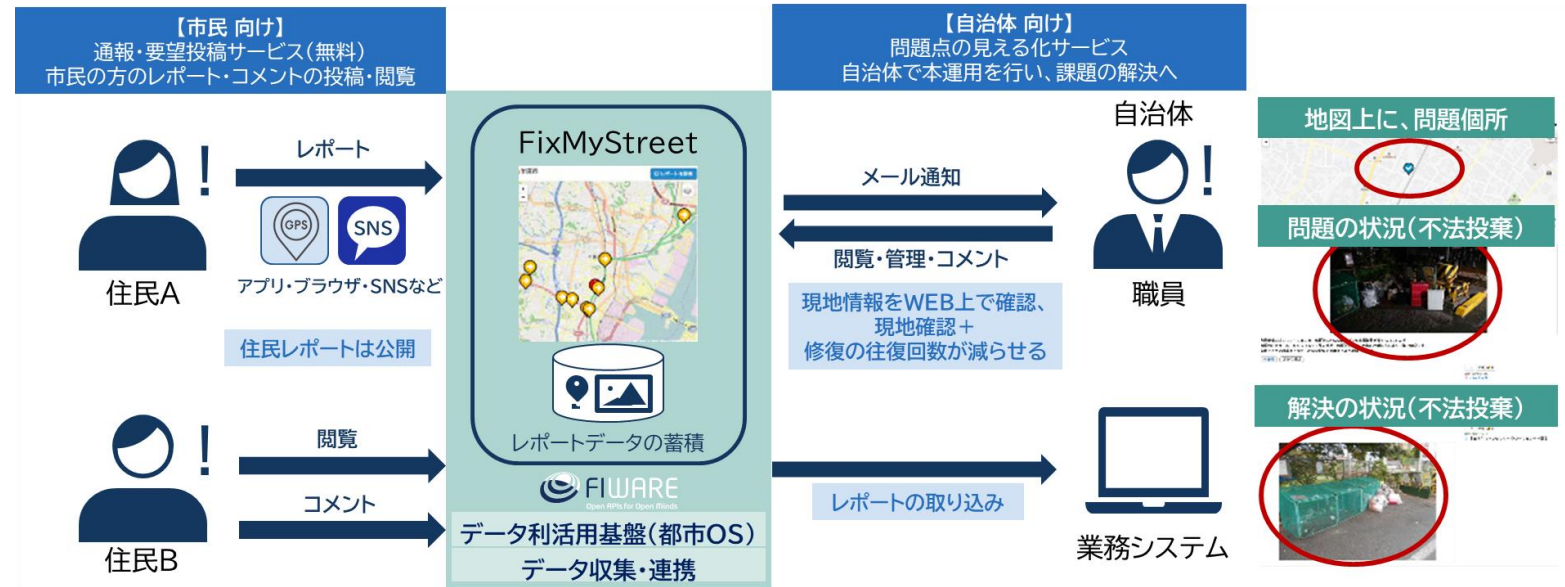 【市民 向け】
通報・要望投稿サービス（無料）
市民の方のレポート・コメントの投稿・閲覧
【自治体 向け】
問題点の見える化サービス
自治体で本運用を行い、課題の解決へ
レポート
GPS
SNS
アプリ・ブラウザ・SNSなど
住民A
住民レポートは公開
閲覧
コメント
住民B
FixMyStreet
レポートデータの蓄積
FIWARE
Open APIs for Open Minds
データ利活用基盤（都市OS）
データ収集・連携
メール通知
閲覧・管理・コメント
現地情報をWEB上で確認、
現地確認＋
修復の往復回数が減らせる
レポートの取り込み
自治体
職員
業務システム
地図上に、問題個所
問題の状況（不法投棄）
解決の状況（不法投棄）